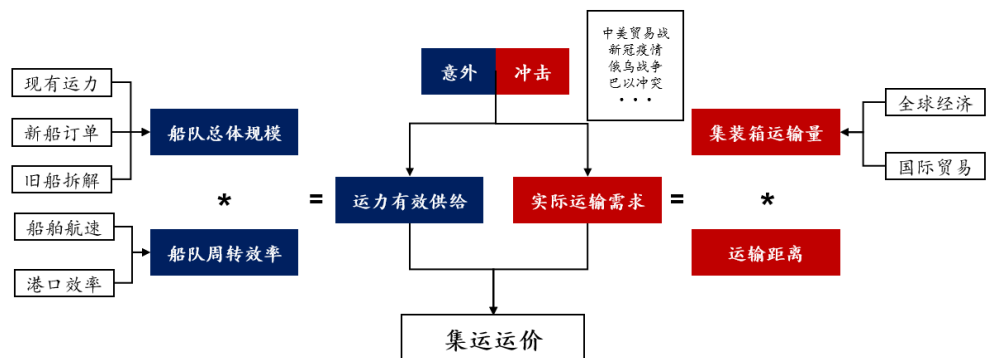 中美贸易战
新冠疫情
俄乌战争
巴以冲突
• • •
意外 冲击
现有运力
新船订单
旧船拆解
船队总体规模
集装箱运输量
全球经济
国际贸易
* = 运力有效供给 实际运输需求 = *
船舶航速
港口效率
船队周转效率
运输距离
集运运价